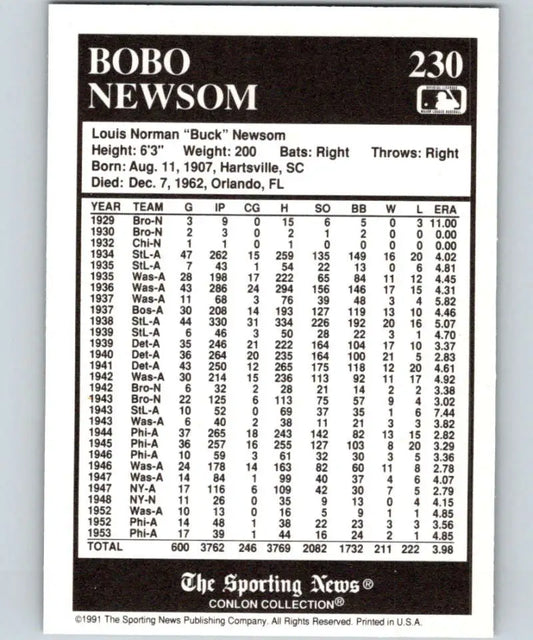 BOBO
NEWSOM
230
Louis Norman "Buck" Newsom
Height: 6'3" Weight: 200 Bats: Right Throws: Right
Born: Aug. 11, 1907, Hartsville, SC
Died: Dec. 7, 1962, Orlando, FL
YEAR TEAM G IP CG H SO BB W L ERA
1929 Bro-N 3 9 0 15 6 5 0 3 11.00
1930 Bro-N 2 3 0 2 1 2 0 0 0.00
1932 Chi-N 1 1 0 1 0 0 0 0 0.00
1934 StL-A 47 262 15 259 135 149 16 20 4.02
1935 StL-A 7 43 1 54 22 13 0 6 4.81
1935 Was-A 28 198 17 222 65 84 11 12 4.45
1936 Was-A 43 286 24 294 156 146 17 15 4.31
1937 Was-A 11 68 3 76 39 48 3 4 5.82
1937 Bos-A 30 208 14 193 127 119 13 10 4.46
1938 StL-A 44 330 31 334 226 192 20 16 5.07
1939 StL-A 6 46 3 50 28 22 3 1 4.70
1939 Det-A 35 246 21 222 164 104 17 10 3.37
1940 Det-A 36 264 20 235 164 100 21 5 2.83
1941 Det-A 43 250 12 265 175 118 12 20 4.61
1942 Was-A 30 214 15 236 113 92 11 17 4.92
1942 Bro-N 6 32 2 28 21 14 2 2 3.38
1943 Bro-N 22 125 6 113 75 57 9 4 3.02
1943 StL-A 10 52 0 69 37 35 1 6 7.44
1943 Was-A 6 40 2 38 11 21 3 3 3.82
1944 Phi-A 37 265 18 243 142 82 13 15 2.82
1945 Phi-A 36 257 16 255 127 103 8 20 3.29
1946 Phi-A 10 59 3 61 32 30 3 5 3.36
1946 Was-A 24 178 14 163 82 60 11 8 2.78
1947 Was-A 14 84 1 99 40 37 4 6 4.07
1947 NY-A 17 116 6 109 42 30 7 5 2.79
1948 NY-N 11 26 0 35 9 13 0 4 4.15
1952 Was-A 10 13 0 16 5 9 1 1 4.85
1952 Phi-A 14 48 1 38 22 23 3 3 3.56
1953 Phi-A 17 39 1 44 16 24 2 1 4.85
TOTAL 600 3762 246 3769 2082 1732 211 222 3.98
The Sporting News®
CONLON COLLECTION®
©1991 The Sporting News Publishing Company. All Rights Reserved. Printed in U.S.A.